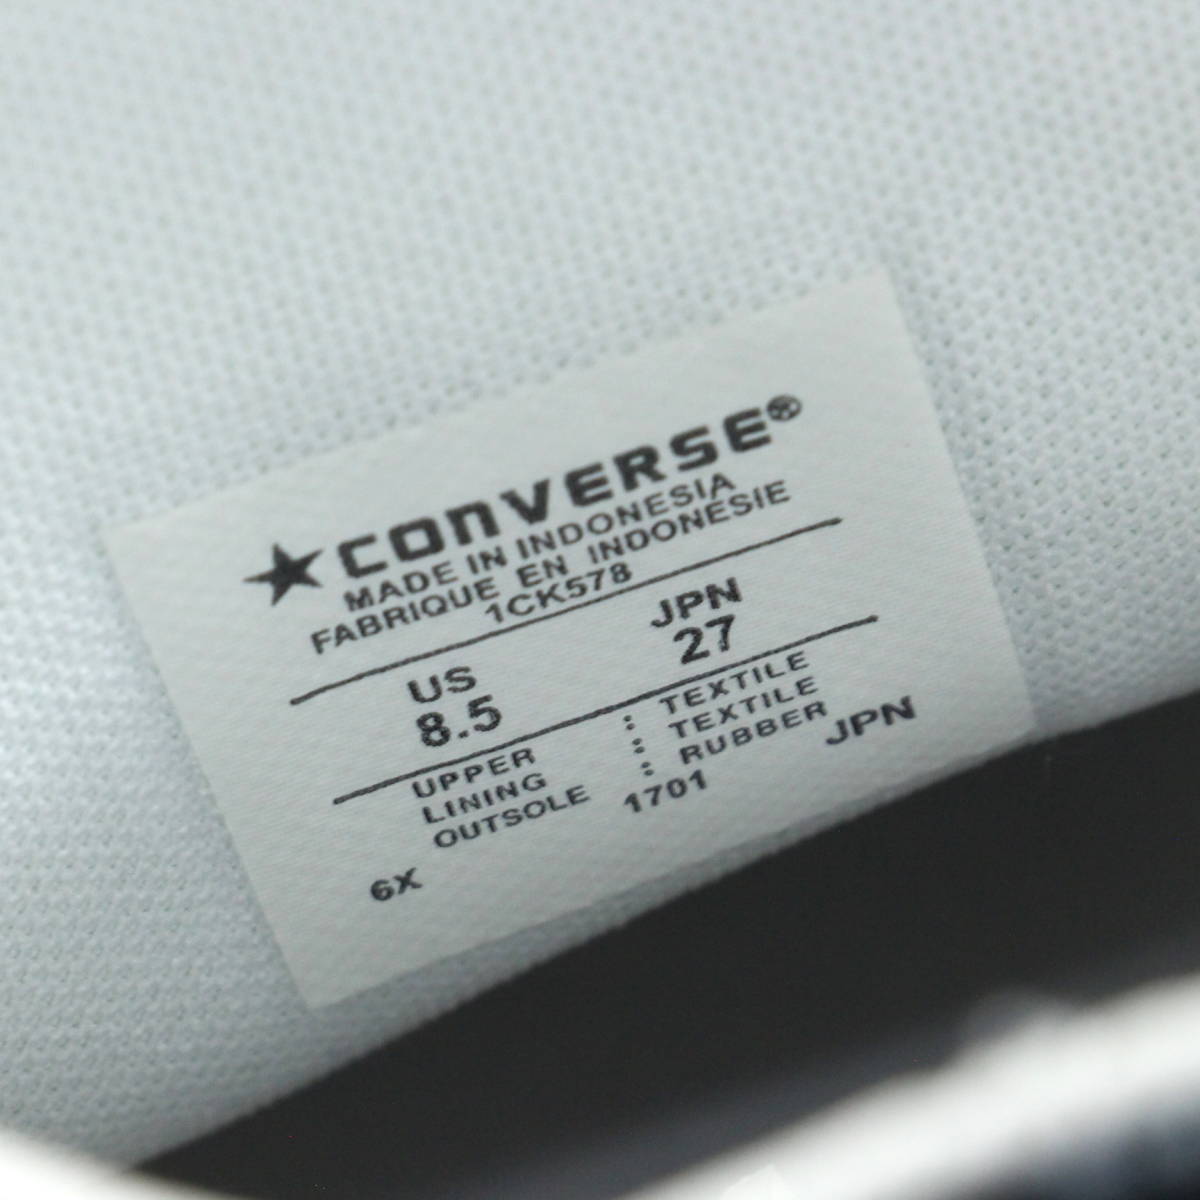 ★CONVERSE®
MADE IN INDONESIA
FABRIQUE EN INDONÉSIE
1CK578
US JPN
8.5 27
UPPER : TEXTILE
LINING : TEXTILE
OUTSOLE : RUBBER
1701 JPN
6X